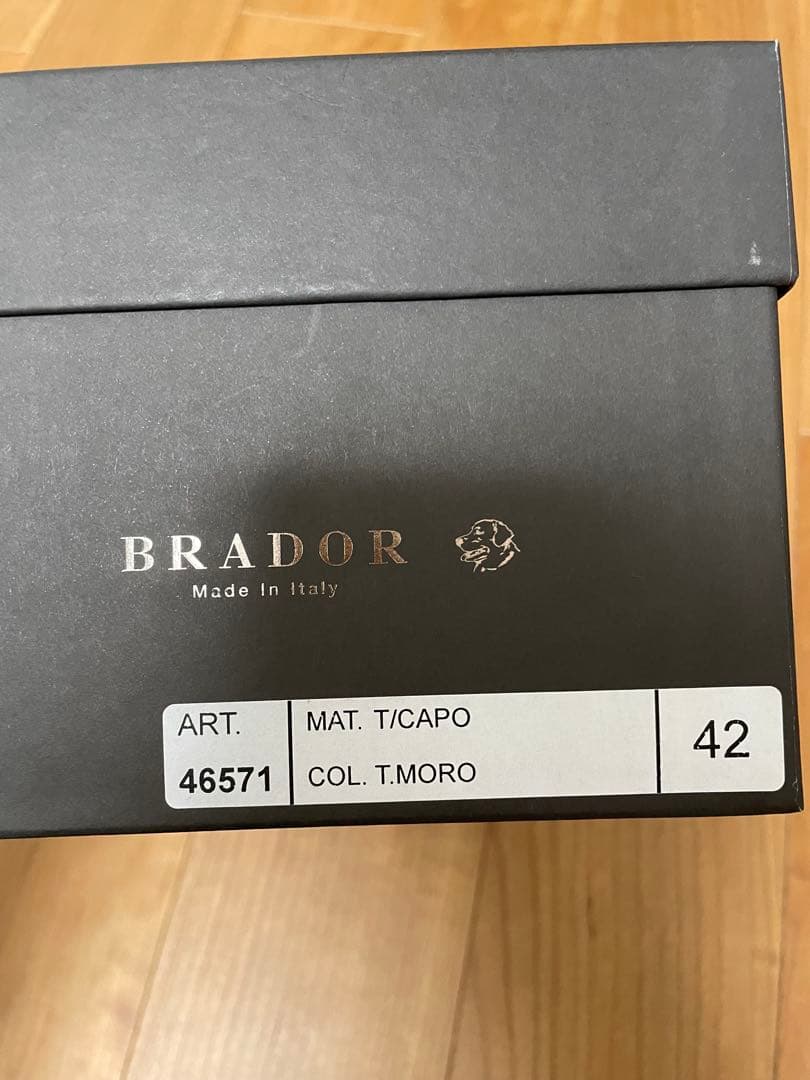 BRADOR
Made In Italy
ART.
46571
MAT. T/CAPO
COL. T.MORO
42